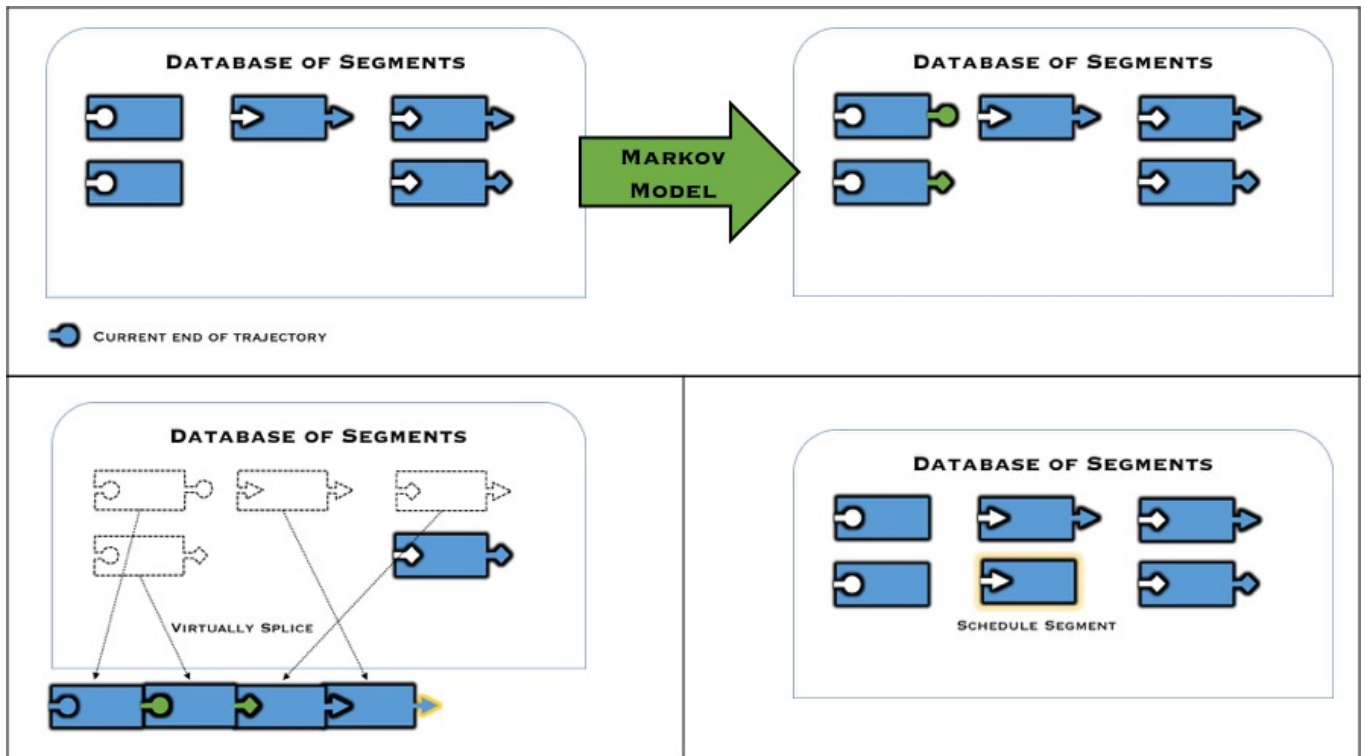 DATABASE OF SEGMENTS
DATABASE OF SEGMENTS
MARKOV
MODEL
CURRENT END OF TRAJECTORY
DATABASE OF SEGMENTS
VIRTUALLY SPLICE
DATABASE OF SEGMENTS
SCHEDULE SEGMENT